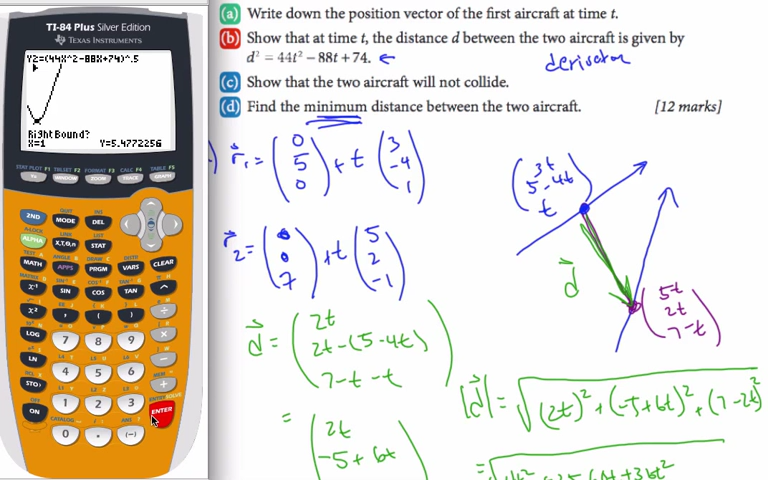 TI-84 Plus Silver Edition
TEXAS INSTRUMENTS
Y2=(44X^2-88X+74)^.5
Right Bound?
X=1 Y=5.4772256
STAT PLOT F1 TBLSET F2 FORMAT F3 CALC F4 TABLE F5
Y= WINDOW ZOOM TRACE GRAPH
2ND MODE DEL
A-LOCK
ALPHA X,T,θ,n STAT
MATH APPS PRGM VARS CLEAR
x⁻¹ SIN COS TAN ^
x² , ( ) ÷
LOG 7 8 9 ×
LN 4 5 6 −
STO› 1 2 3 +
ON 0 . (−) ENTER
(a) Write down the position vector of the first aircraft at time t.
(b) Show that at time t, the distance d between the two aircraft is given by
d² = 44t² − 88t + 74. ←
(c) Show that the two aircraft will not collide.
(d) Find the minimum distance between the two aircraft. [12 marks]
r₁ = (0 5 0) + t (3 -4 1)
r₂ = (0 0 7) + t (5 2 -1)
(3t 5-4t t)
d
(5t 2t 7-t)
d = (2t 2t-(5-4t) 7-t-t)
= (2t -5+6t
|d| = √(2t)² + (-5+6t)² + (7-2t)²